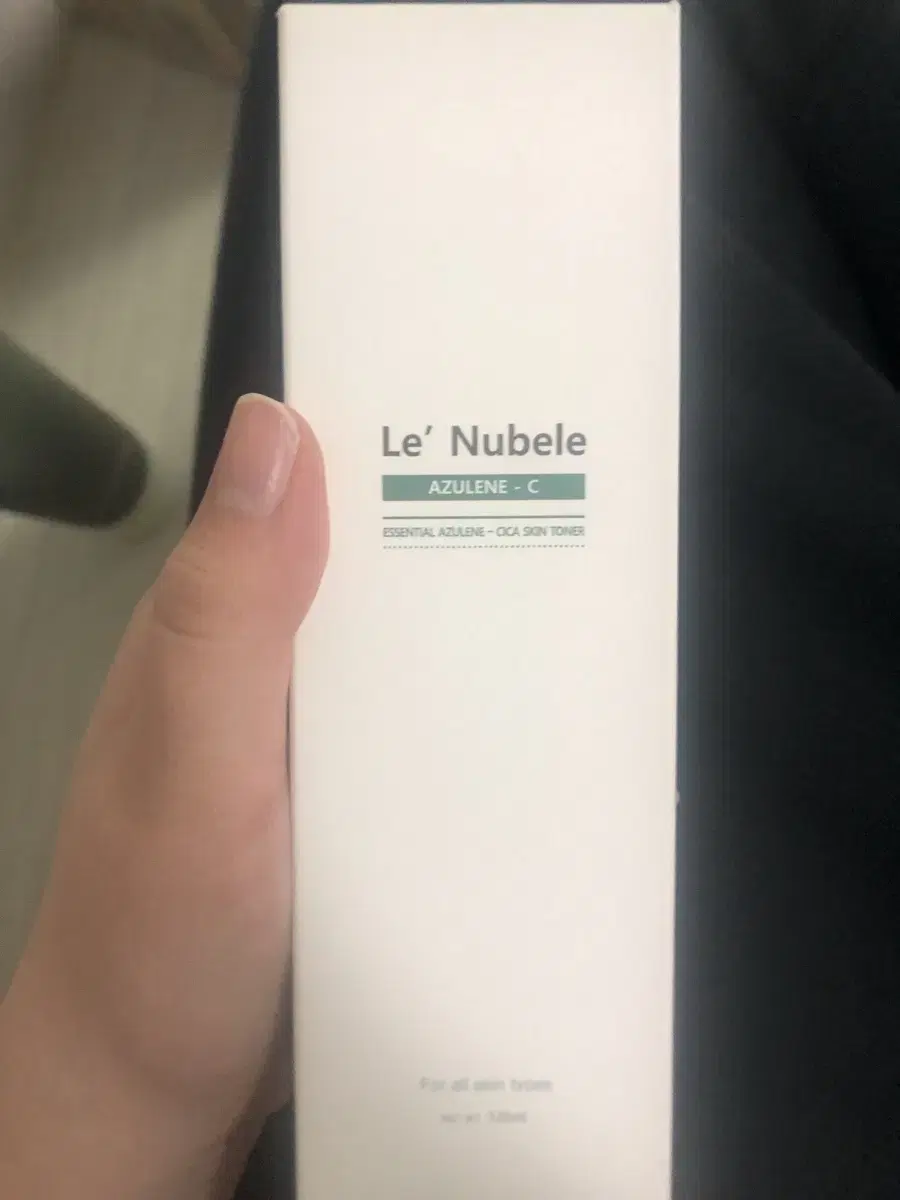 Le' Nubele
AZULENE - C
ESSENTIAL AZULENE - CICA SKIN TONER
For all skin types